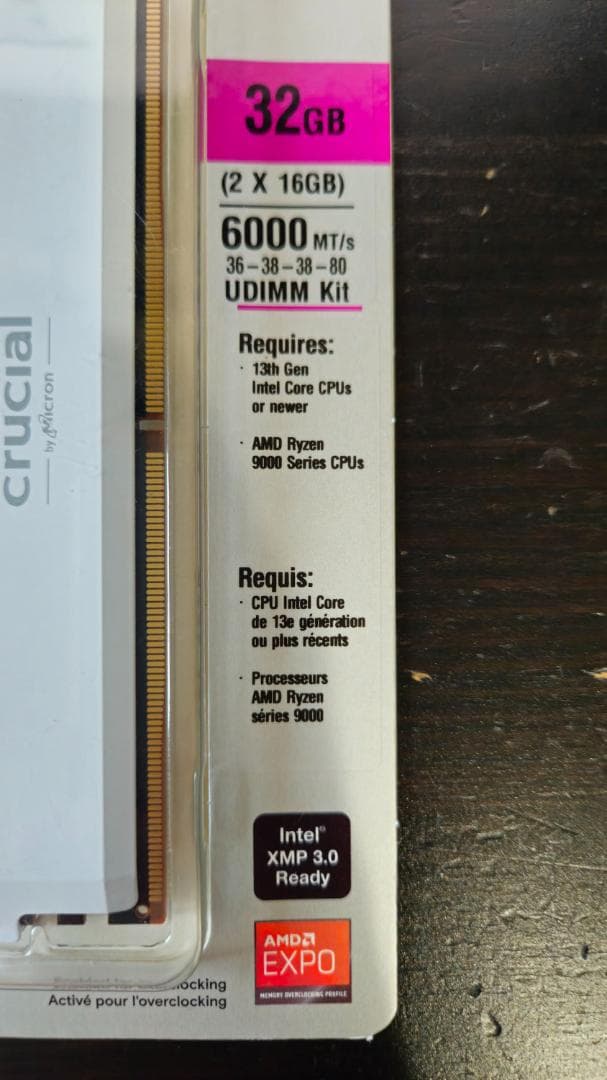 crucial
by Micron
32GB
(2 X 16GB)
6000 MT/s
36-38-38-80
UDIMM Kit
Requires:
· 13th Gen
Intel Core CPUs
or newer
· AMD Ryzen
9000 Series CPUs
Requis:
· CPU Intel Core
de 13e génération
ou plus récents
· Processeurs
AMD Ryzen
séries 9000
Intel®
XMP 3.0
Ready
AMD
EXPO
MEMORY OVERCLOCKING PROFILE
Activé pour l'overclocking